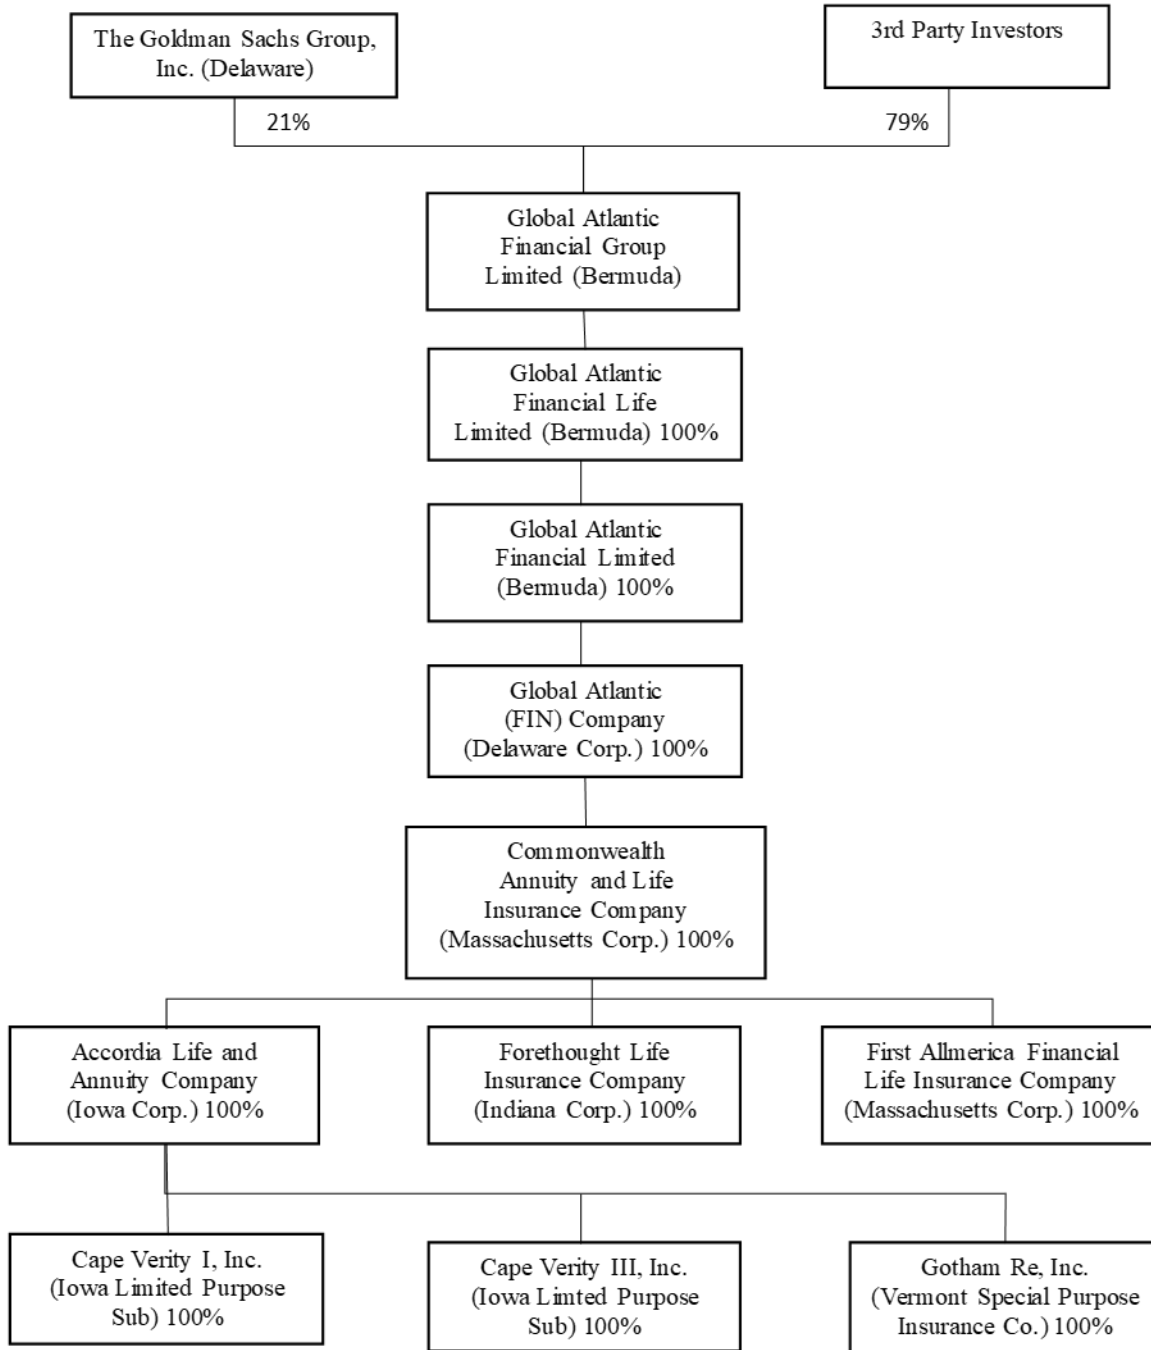 The Goldman Sachs Group,
Inc. (Delaware)
3rd Party Investors
21%
79%
Global Atlantic
Financial Group
Limited (Bermuda)
Global Atlantic
Financial Life
Limited (Bermuda) 100%
Global Atlantic
Financial Limited
(Bermuda) 100%
Global Atlantic
(FIN) Company
(Delaware Corp.) 100%
Commonwealth
Annuity and Life
Insurance Company
(Massachusetts Corp.) 100%
Accordia Life and
Annuity Company
(Iowa Corp.) 100%
Forethought Life
Insurance Company
(Indiana Corp.) 100%
First Allmerica Financial
Life Insurance Company
(Massachusetts Corp.) 100%
Cape Verity I, Inc.
(Iowa Limited Purpose
Sub) 100%
Cape Verity III, Inc.
(Iowa Limted Purpose
Sub) 100%
Gotham Re, Inc.
(Vermont Special Purpose
Insurance Co.) 100%